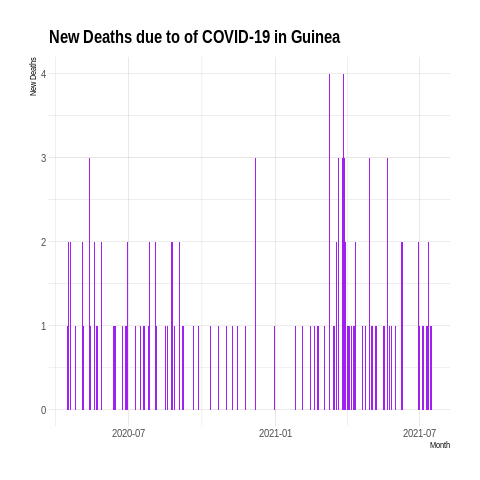 New Deaths due to of COVID-19 in Guinea
New Deaths
4
3
2
1
0
2020-07
2021-01
2021-07
Month